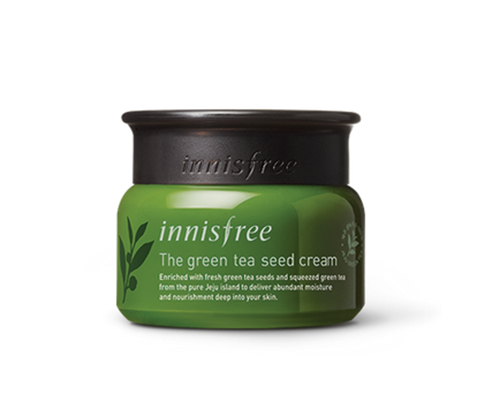 innisfree
innisfree
The green tea seed cream
Enriched with fresh green tea seeds and squeezed green tea
from the pure Jeju island to deliver abundant moisture
and nourishment deep into your skin.